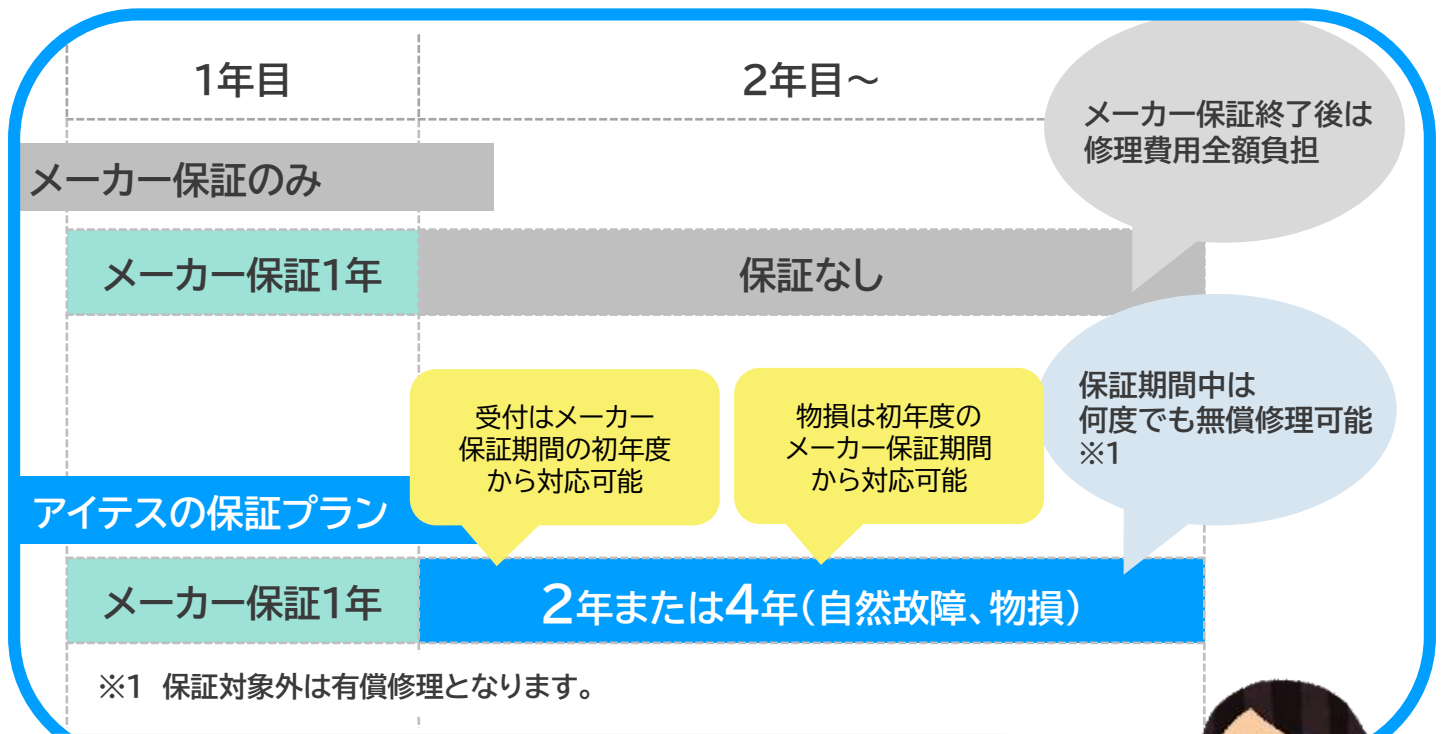 1年目
2年目～
メーカー保証終了後は
修理費用全額負担
メーカー保証のみ
メーカー保証1年
保証なし
受付はメーカー
保証期間の初年度
から対応可能
物損は初年度の
メーカー保証期間
から対応可能
保証期間中は
何度でも無償修理可能
※1
アイテスの保証プラン
メーカー保証1年
2年または4年(自然故障、物損)
※1 保証対象外は有償修理となります。